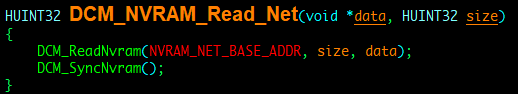 HUINT32 DCM_NVRAM_Read_Net(void *data, HUINT32 size)
{
DCM_ReadNvram(NVRAM_NET_BASE_ADDR, size, data);
DCM_SyncNvram();
}